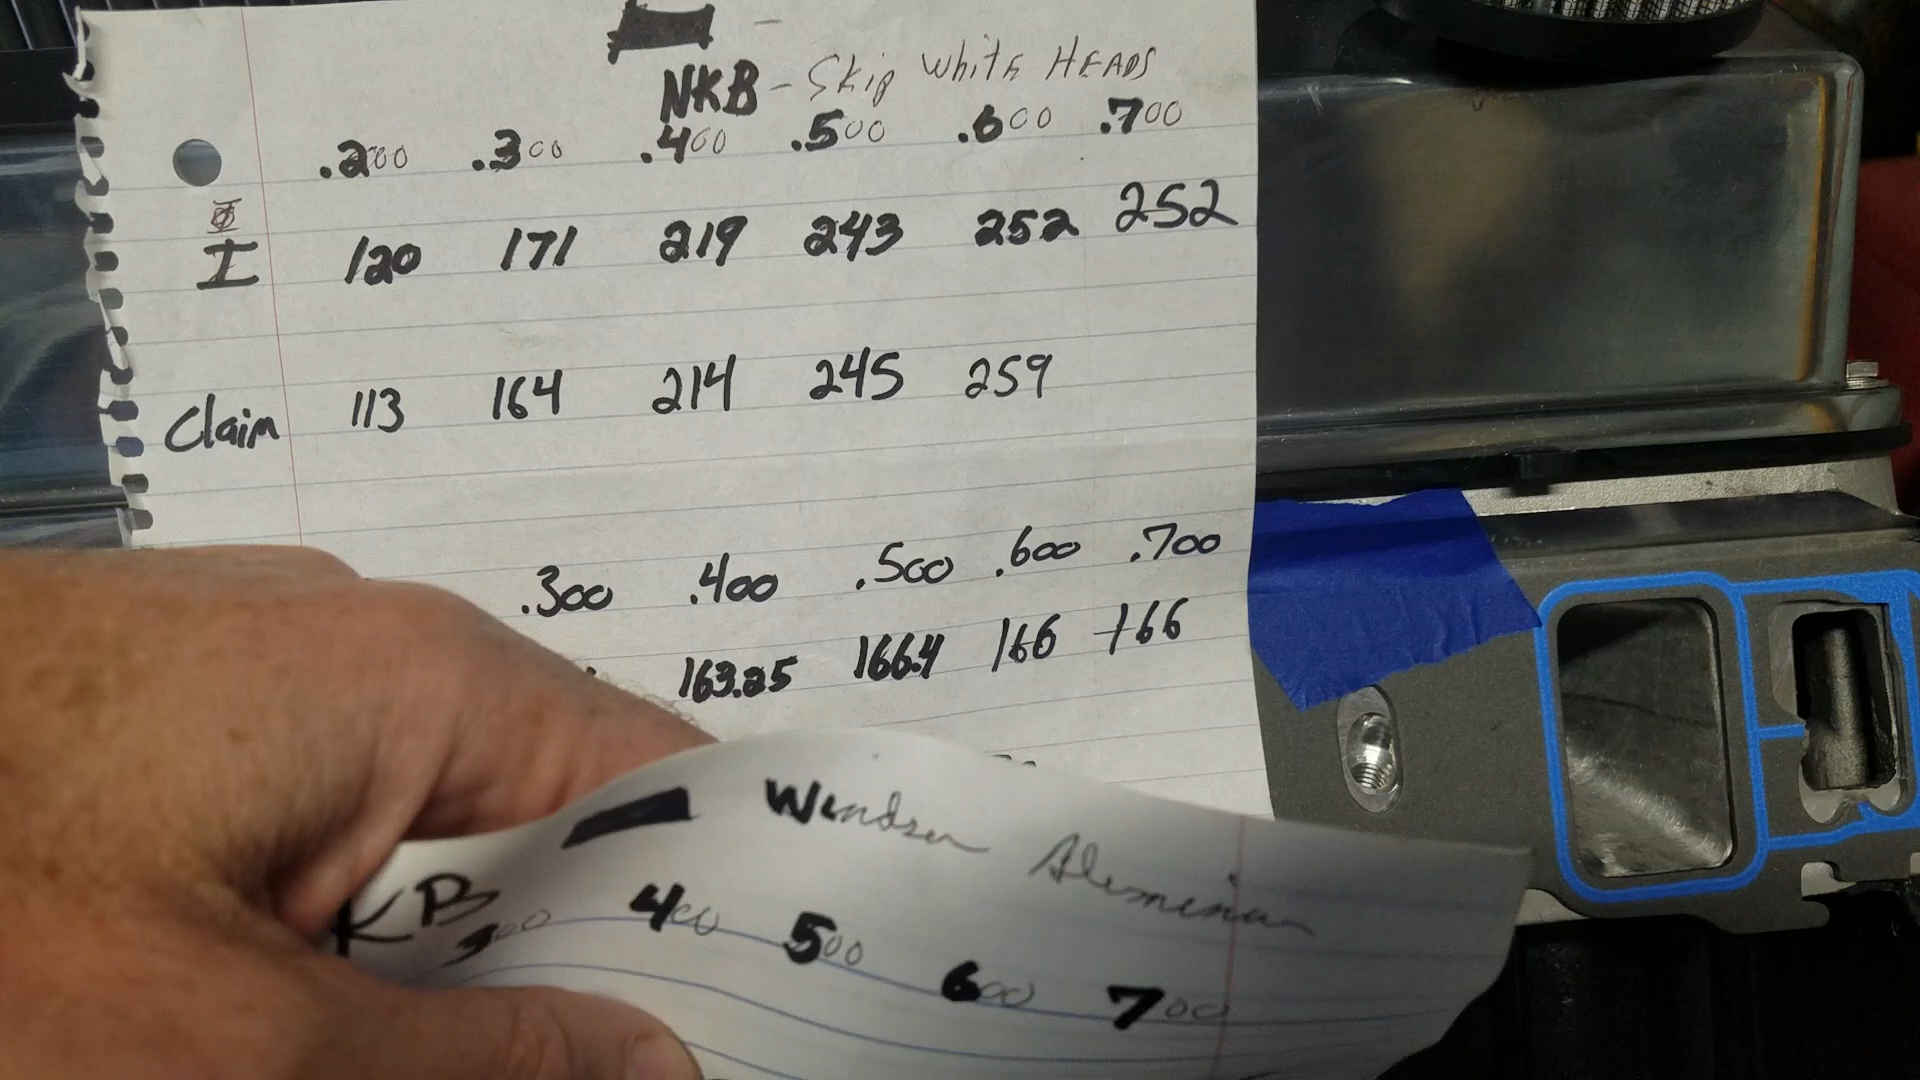 NKB - Skip White HEADS
.200 .300 .400 .500 .600 .700
I 120 171 219 243 252 252
Claim 113 164 214 245 259
.300 .400 .500 .600 .700
163.25 166.4 166 166
Windsor Aluminum
KB
300 400 500 600 700